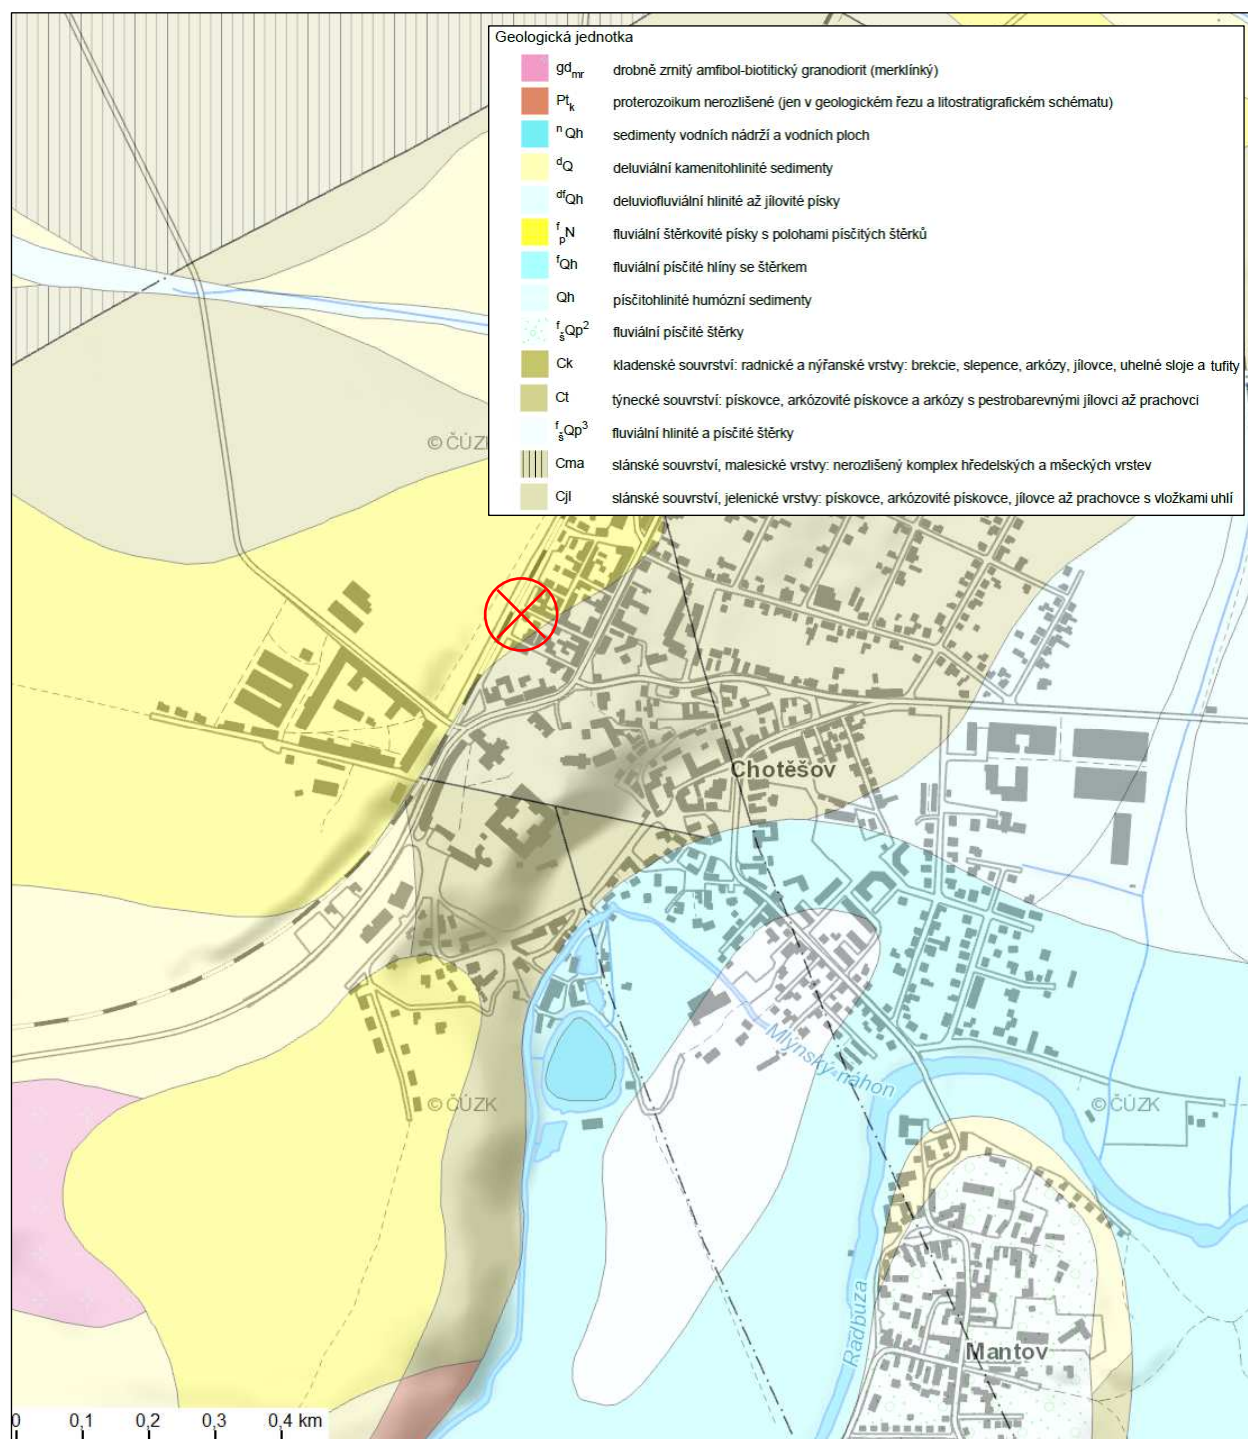 Geologická jednotka
gd mr drobně zrnitý amfibol-biotitický granodiorit (merklínký)
Pt k proterozoikum nerozlišené (jen v geologickém řezu a litostratigrafickém schématu)
n Qh sedimenty vodních nádrží a vodních ploch
dQ deluviální kamenitohlinité sedimenty
dfQh deluviofluviální hlinité až jílovité písky
f p N fluviální štěrkovité písky s polohami písčitých štěrků
fQh fluviální písčité hlíny se štěrkem
Qh písčitohlinité humózní sedimenty
f š Qp2 fluviální písčité štěrky
Ck kladenské souvrství: radnické a nýřanské vrstvy: brekcie, slepence, arkózy, jílovce, uhelné sloje a tufity
Ct týnecké souvrství: pískovce, arkózovité pískovce a arkózy s pestrobarevnými jílovci až prachovci
f š Qp3 fluviální hlinité a písčité štěrky
Cma slánské souvrství, malesické vrstvy: nerozlišený komplex hředelských a mšeckých vrstev
Cjl slánské souvrství, jelenické vrstvy: pískovce, arkózovité pískovce, jílovce až prachovce s vložkami uhlí
© ČÚZK
Chotěšov
Mlýnský náhon
© ČÚZK
© ČÚZK
Radbuza
Mantov
0 0,1 0,2 0,3 0,4 km